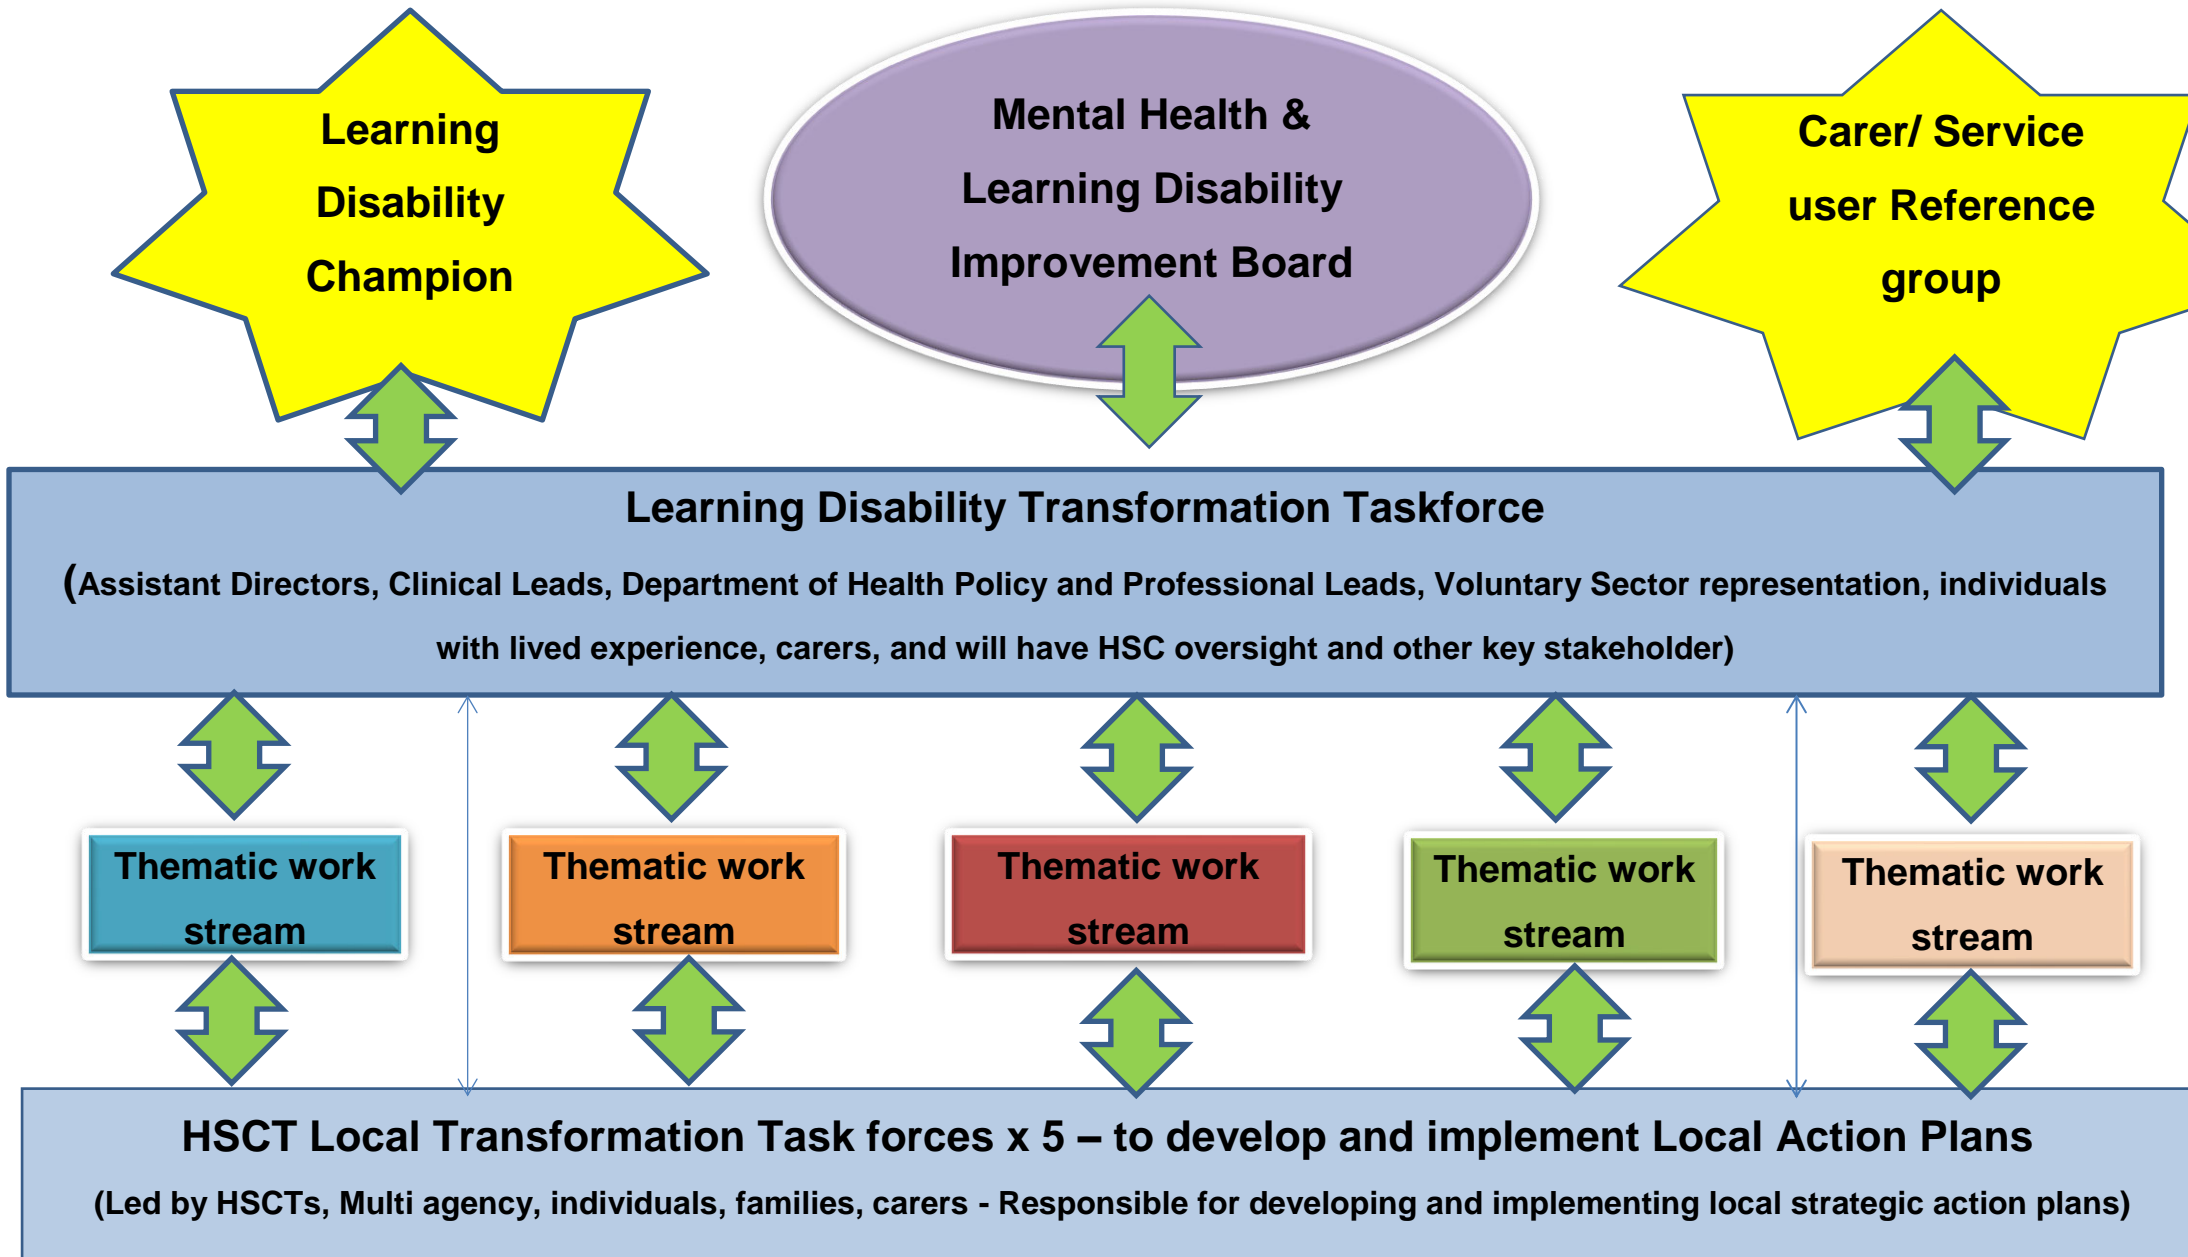 Learning
Disability
Champion
Mental Health &
Learning Disability
Improvement Board
Carer/ Service
user Reference
group
Learning Disability Transformation Taskforce
(Assistant Directors, Clinical Leads, Department of Health Policy and Professional Leads, Voluntary Sector representation, individuals
with lived experience, carers, and will have HSC oversight and other key stakeholder)
Thematic work
stream
Thematic work
stream
Thematic work
stream
Thematic work
stream
Thematic work
stream
HSCT Local Transformation Task forces x 5 – to develop and implement Local Action Plans
(Led by HSCTs, Multi agency, individuals, families, carers - Responsible for developing and implementing local strategic action plans)